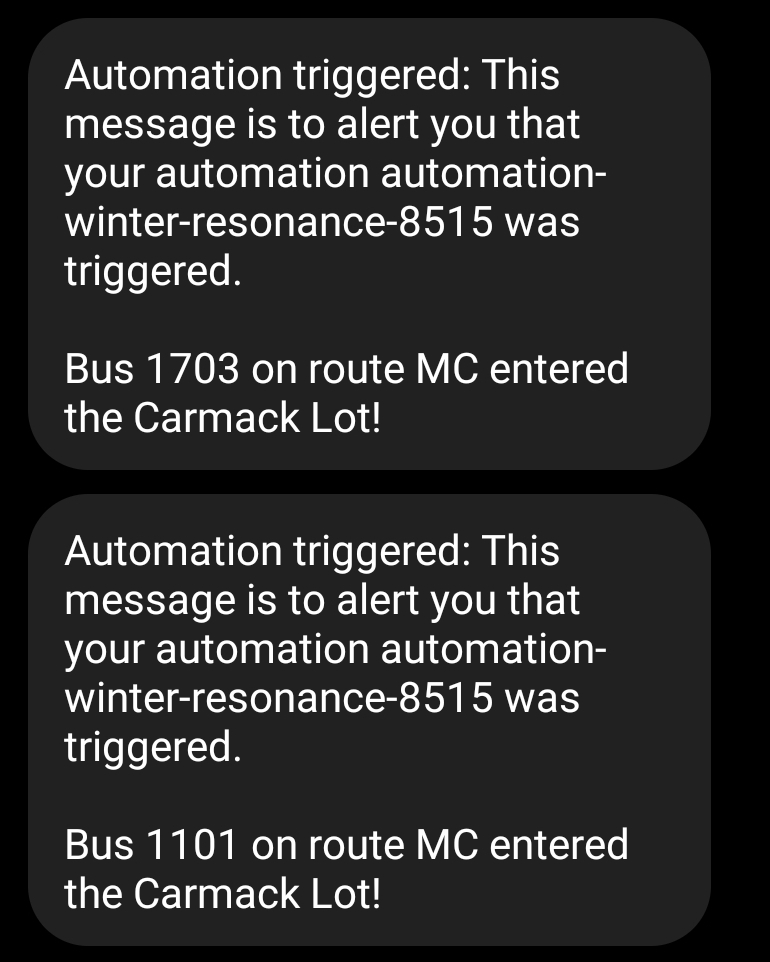 Automation triggered: This
message is to alert you that
your automation automation-
winter-resonance-8515 was
triggered.
Bus 1703 on route MC entered
the Carmack Lot!
Automation triggered: This
message is to alert you that
your automation automation-
winter-resonance-8515 was
triggered.
Bus 1101 on route MC entered
the Carmack Lot!